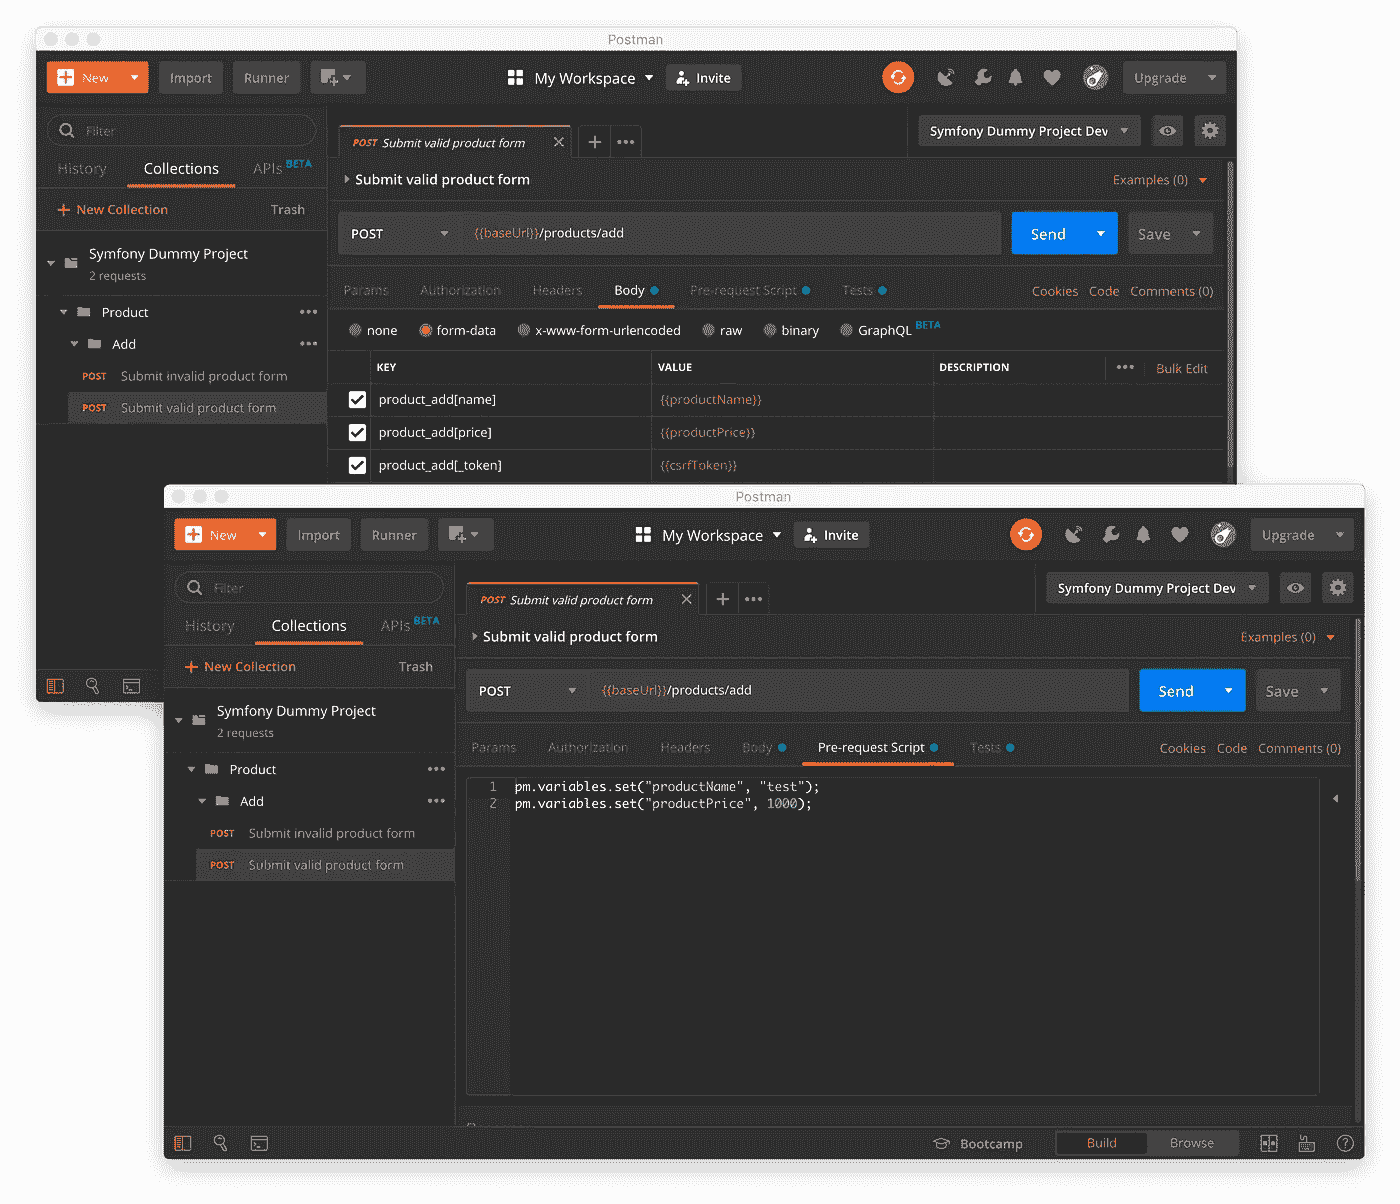 Postman
New Import Runner My Workspace Invite Upgrade
Filter
POST Submit valid product form
Symfony Dummy Project Dev
History Collections APIs BETA
Submit valid product form Examples (0)
New Collection Trash
POST {{baseUrl}}/products/add Send Save
Symfony Dummy Project
2 requests
Params Authorization Headers Body Pre-request Script Tests Cookies Code Comments (0)
Product
none form-data x-www-form-urlencoded raw binary GraphQL BETA
Add
KEY VALUE DESCRIPTION Bulk Edit
POST Submit invalid product form
product_add[name] {{productName}}
POST Submit valid product form
product_add[price] {{productPrice}}
product_add[_token] {{csrfToken}}
Postman
New Import Runner My Workspace Invite Upgrade
Filter
POST Submit valid product form
Symfony Dummy Project Dev
History Collections APIs BETA
Submit valid product form Examples (0)
New Collection Trash
POST {{baseUrl}}/products/add Send Save
Symfony Dummy Project
2 requests
Params Authorization Headers Body Pre-request Script Tests Cookies Code Comments (0)
Product
Add
POST Submit invalid product form
POST Submit valid product form
1 pm.variables.set("productName", "test");
2 pm.variables.set("productPrice", 1000);
Bootcamp Build Browse